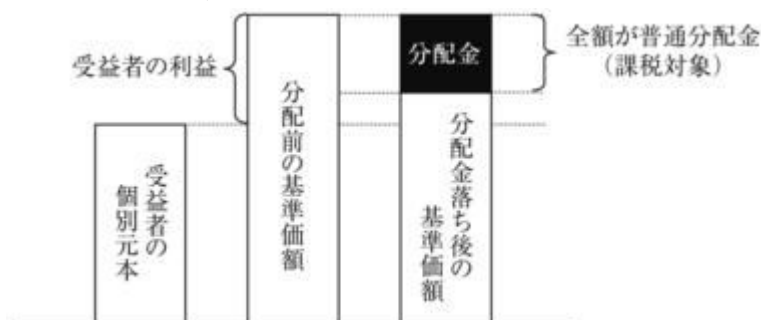 受益者の利益
分配金
全額が普通分配金
（課税対象）
受益者の
個別元本
分配前の基準価額
分配金落ち後の
基準価額